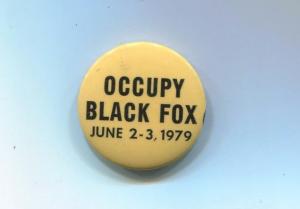 OCCUPY
BLACK FOX
JUNE 2-3, 1979